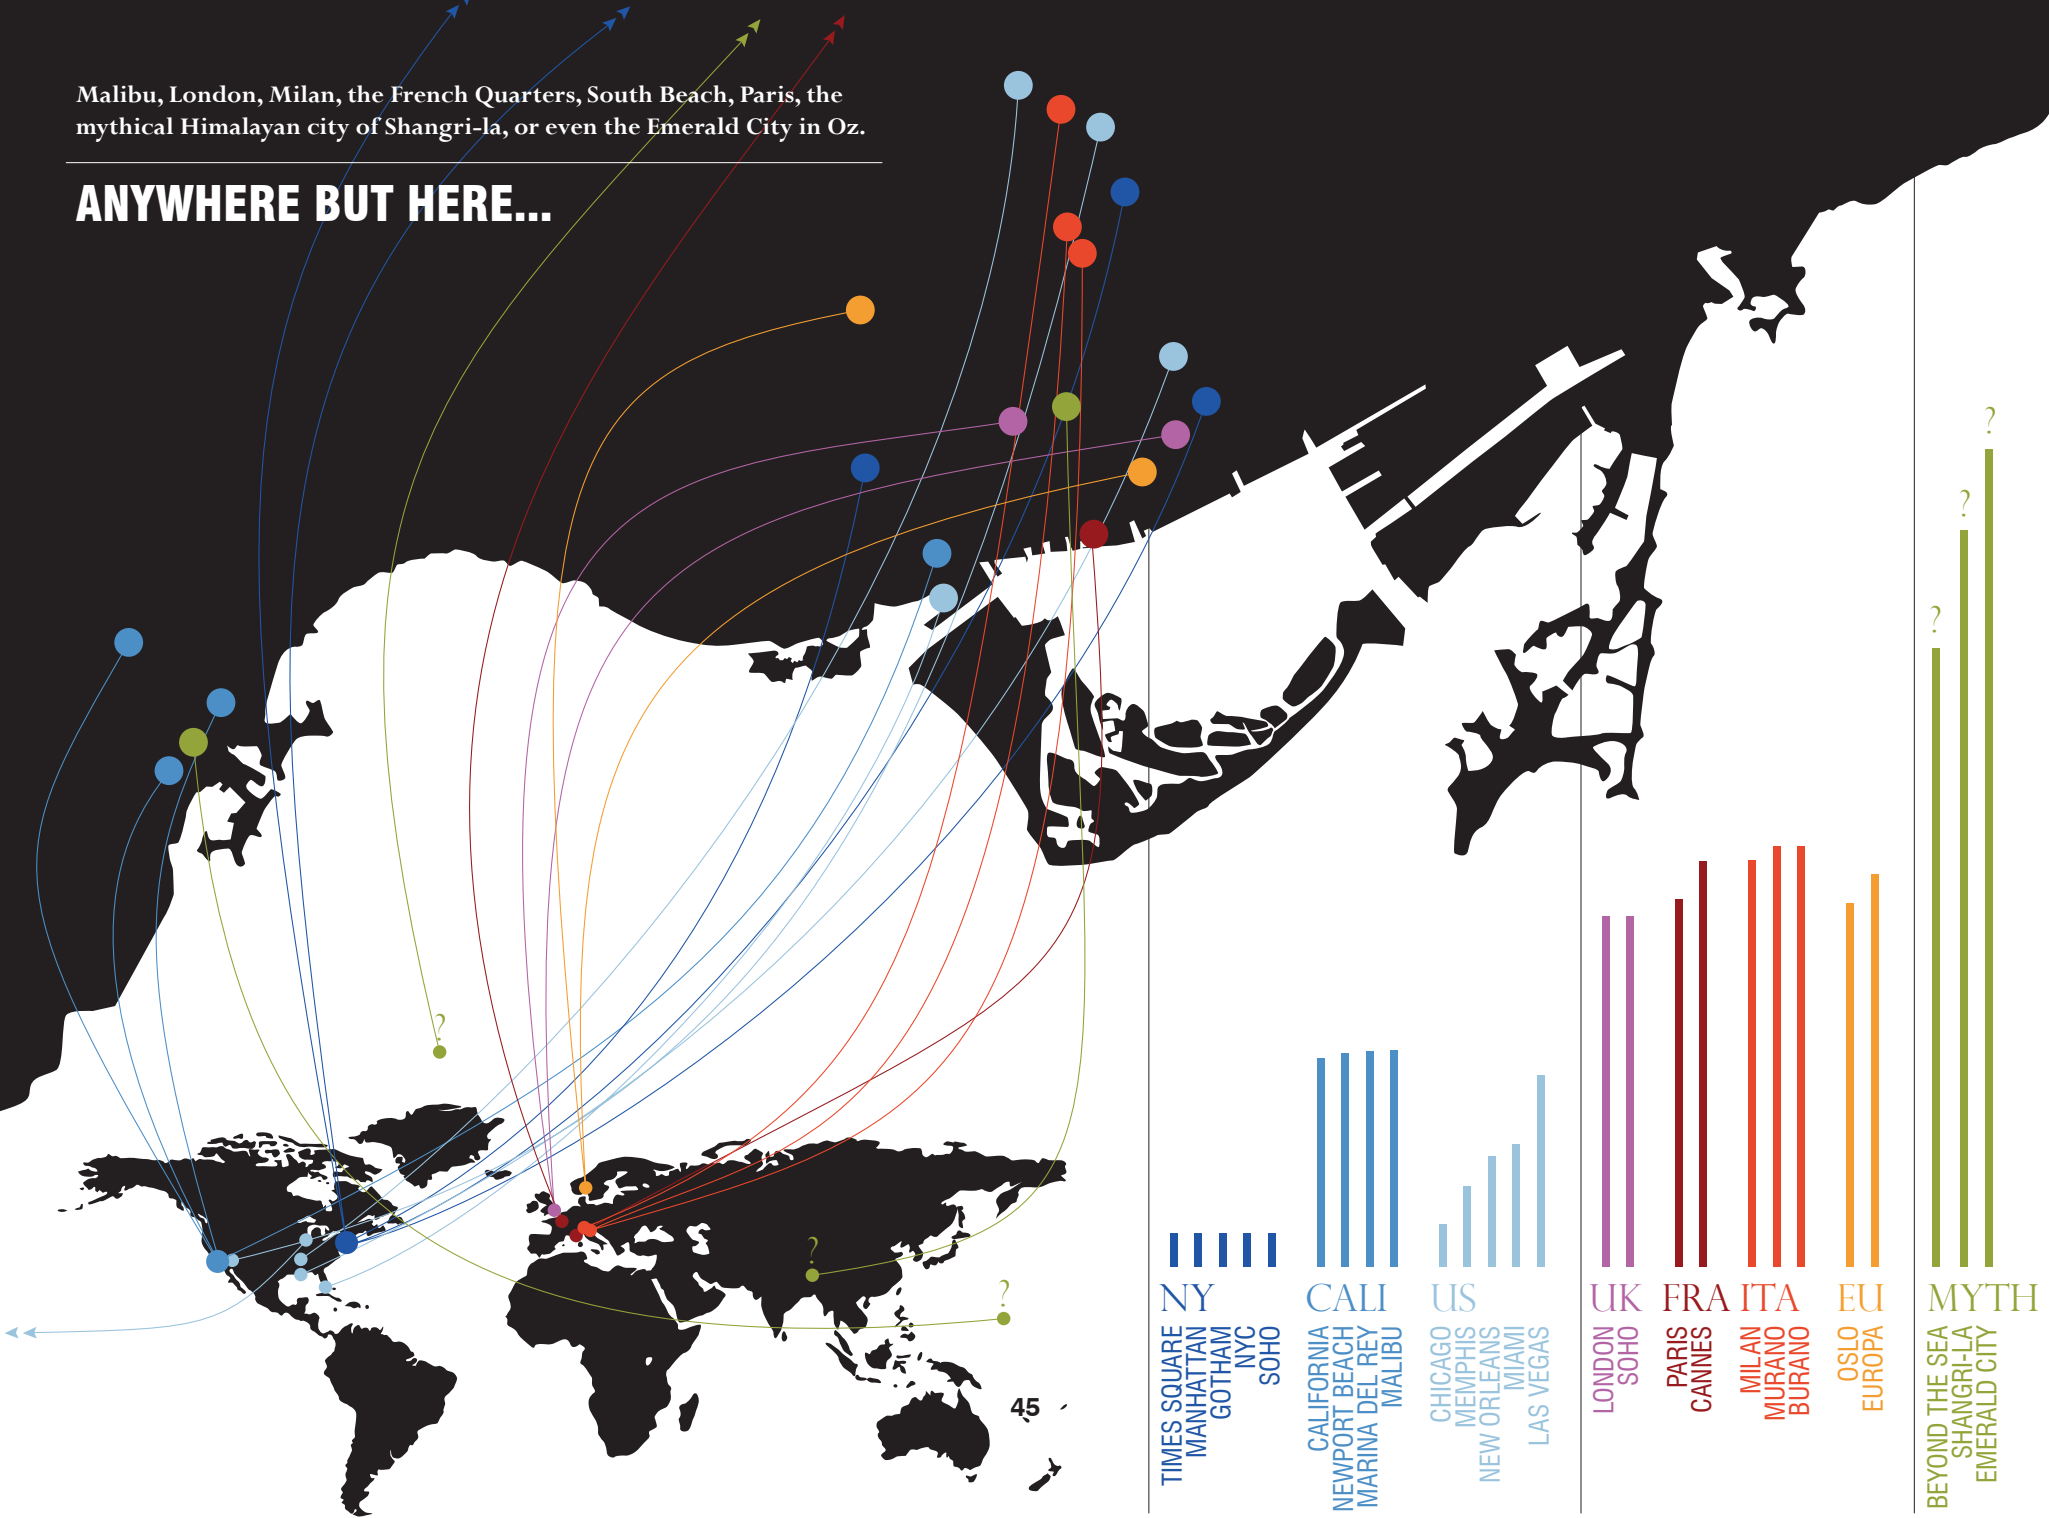 Malibu, London, Milan, the French Quarters, South Beach, Paris, the
mythical Himalayan city of Shangri-la, or even the Emerald City in Oz.
ANYWHERE BUT HERE...
?
?
?
?
?
?
45
NY
TIMES SQUARE
MANHATTAN
GOTHAM
NYC
SOHO
CALI
CALIFORNIA
NEWPORT BEACH
MARINA DEL REY
MALIBU
US
CHICAGO
MEMPHIS
NEW ORLEANS
MIAMI
LAS VEGAS
UK
LONDON
SOHO
FRA
PARIS
CANNES
ITA
MILAN
MURANO
BURANO
EU
OSLO
EUROPA
MYTH
BEYOND THE SEA
SHANGRI-LA
EMERALD CITY